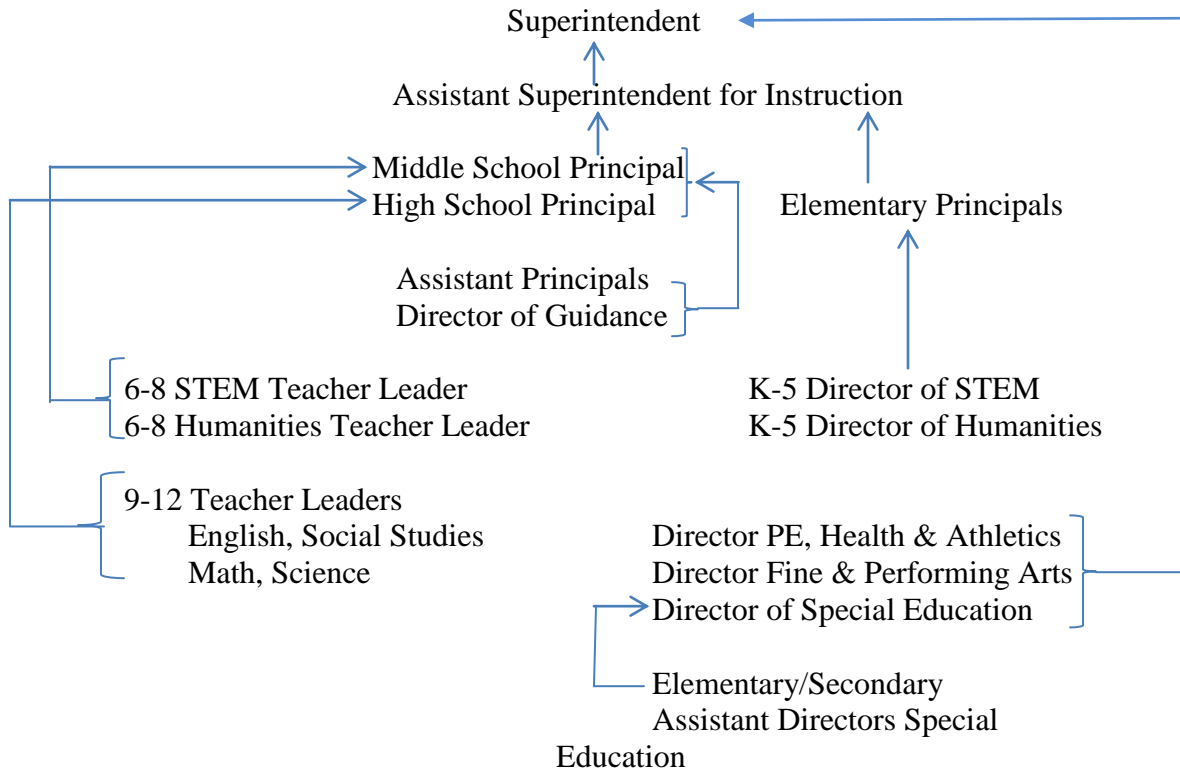 Superintendent
Assistant Superintendent for Instruction
Middle School Principal
High School Principal
Elementary Principals
Assistant Principals
Director of Guidance
6-8 STEM Teacher Leader
6-8 Humanities Teacher Leader
K-5 Director of STEM
K-5 Director of Humanities
9-12 Teacher Leaders
English, Social Studies
Math, Science
Director PE, Health & Athletics
Director Fine & Performing Arts
Director of Special Education
Elementary/Secondary
Assistant Directors Special
Education